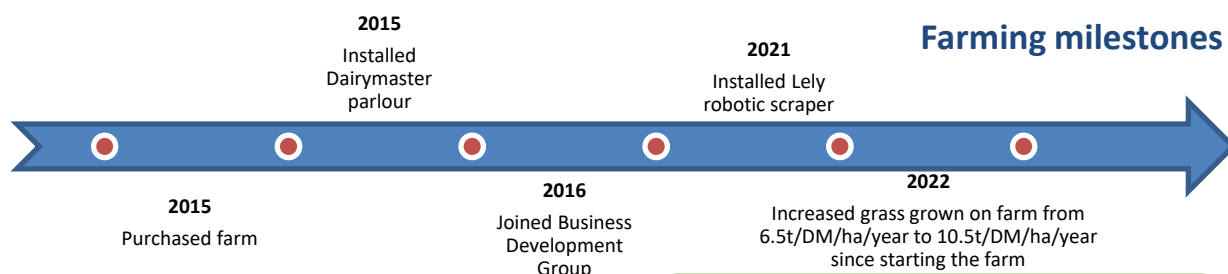 Farming milestones
2015
Installed
Dairymaster
parlour
2021
Installed Lely
robotic scraper
2015
Purchased farm
2016
Joined Business
Development
Group
2022
Increased grass grown on farm from
6.5t/DM/ha/year to 10.5t/DM/ha/year
since starting the farm